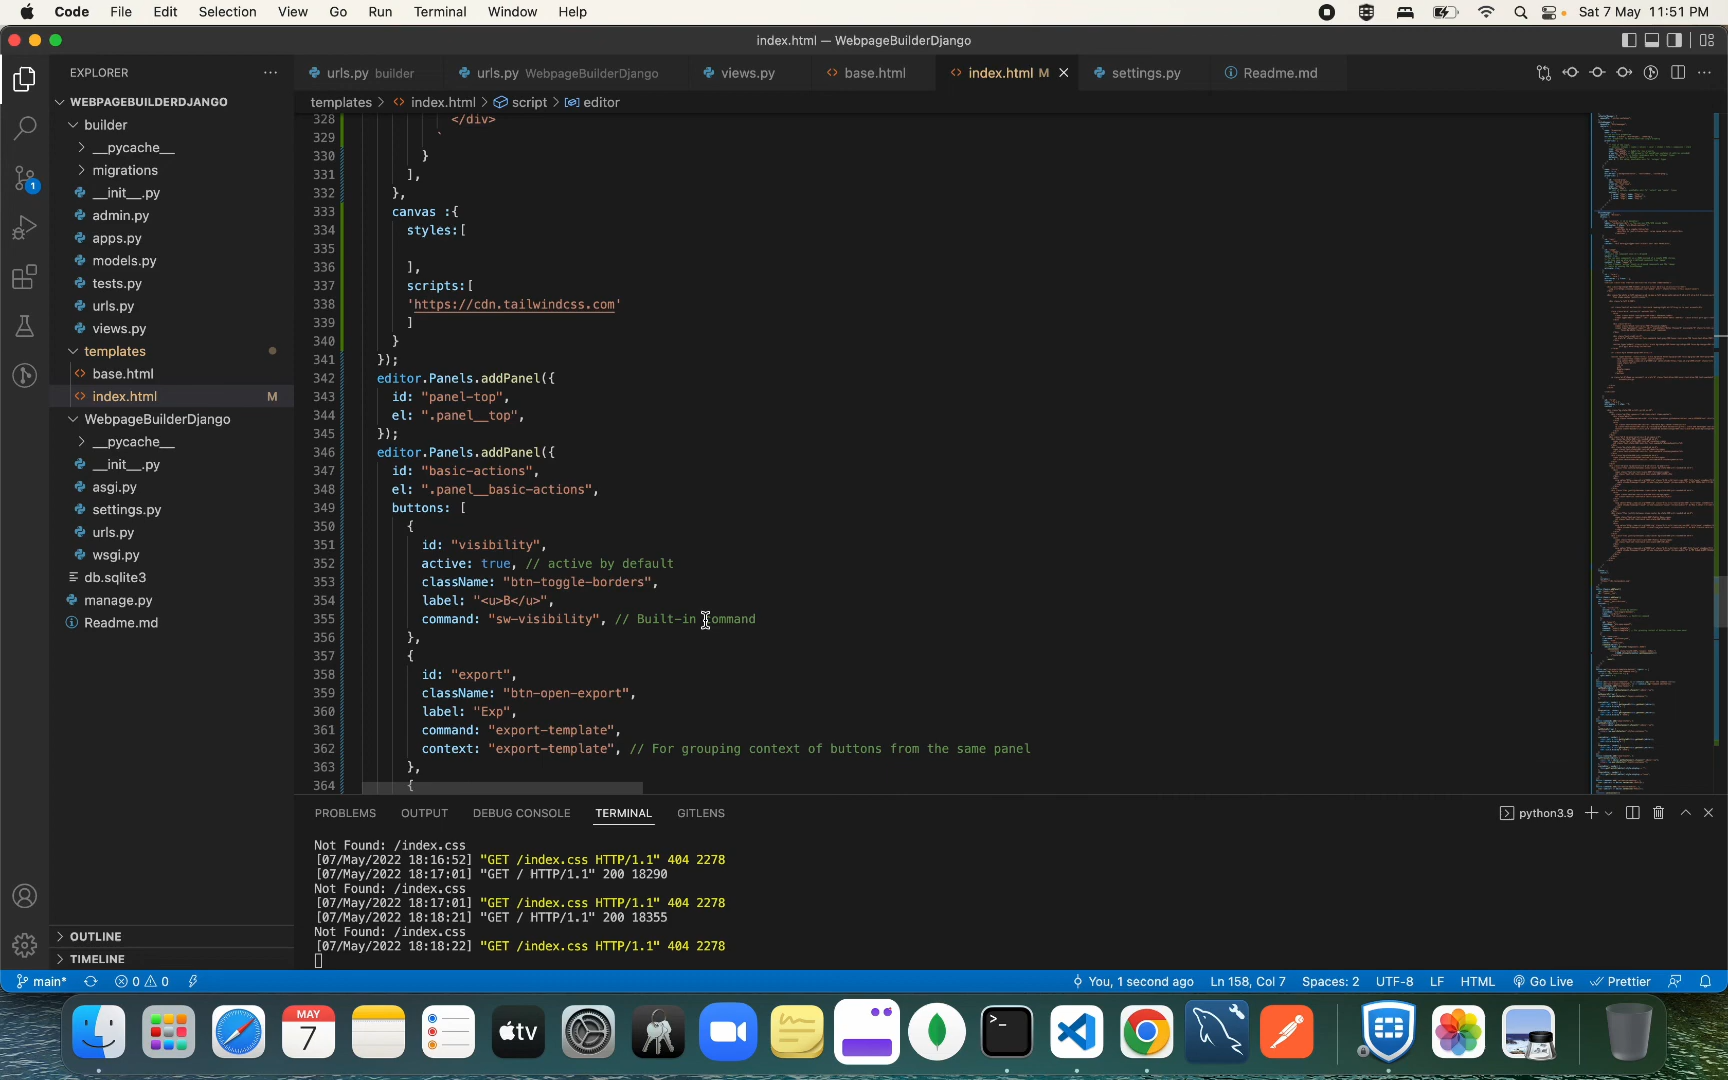 Code File Edit Selection View Go Run Terminal Window Help Sat 7 May 11:51 PM
index.html — WebpageBuilderDjango
EXPLORER
urls.py builder
urls.py WebpageBuilderDjango
views.py
base.html
index.html M
settings.py
Readme.md
templates > index.html > script > editor
WEBPAGEBUILDERDJANGO
builder
__pycache__
migrations
__init__.py
admin.py
apps.py
models.py
tests.py
urls.py
views.py
templates
base.html
index.html M
WebpageBuilderDjango
__pycache__
__init__.py
asgi.py
settings.py
urls.py
wsgi.py
db.sqlite3
manage.py
Readme.md
OUTLINE
TIMELINE
1
328 </div>
329 `
330 }
331 ],
332 },
333 canvas :{
334 styles:[
335
336 ],
337 scripts:[
338 'https://cdn.tailwindcss.com'
339 ]
340 }
341 });
342 editor.Panels.addPanel({
343 id: "panel-top",
344 el: ".panel__top",
345 });
346 editor.Panels.addPanel({
347 id: "basic-actions",
348 el: ".panel__basic-actions",
349 buttons: [
350 {
351 id: "visibility",
352 active: true, // active by default
353 className: "btn-toggle-borders",
354 label: "<u>B</u>",
355 command: "sw-visibility", // Built-in command
356 },
357 {
358 id: "export",
359 className: "btn-open-export",
360 label: "Exp",
361 command: "export-template",
362 context: "export-template", // For grouping context of buttons from the same panel
363 },
364 {
PROBLEMS OUTPUT DEBUG CONSOLE TERMINAL GITLENS
python3.9
Not Found: /index.css
[07/May/2022 18:16:52] "GET /index.css HTTP/1.1" 404 2278
[07/May/2022 18:17:01] "GET / HTTP/1.1" 200 18290
Not Found: /index.css
[07/May/2022 18:17:01] "GET /index.css HTTP/1.1" 404 2278
[07/May/2022 18:18:21] "GET / HTTP/1.1" 200 18355
Not Found: /index.css
[07/May/2022 18:18:22] "GET /index.css HTTP/1.1" 404 2278
main* 0 0 You, 1 second ago Ln 158, Col 7 Spaces: 2 UTF-8 LF HTML Go Live Prettier
MAY
7
tv